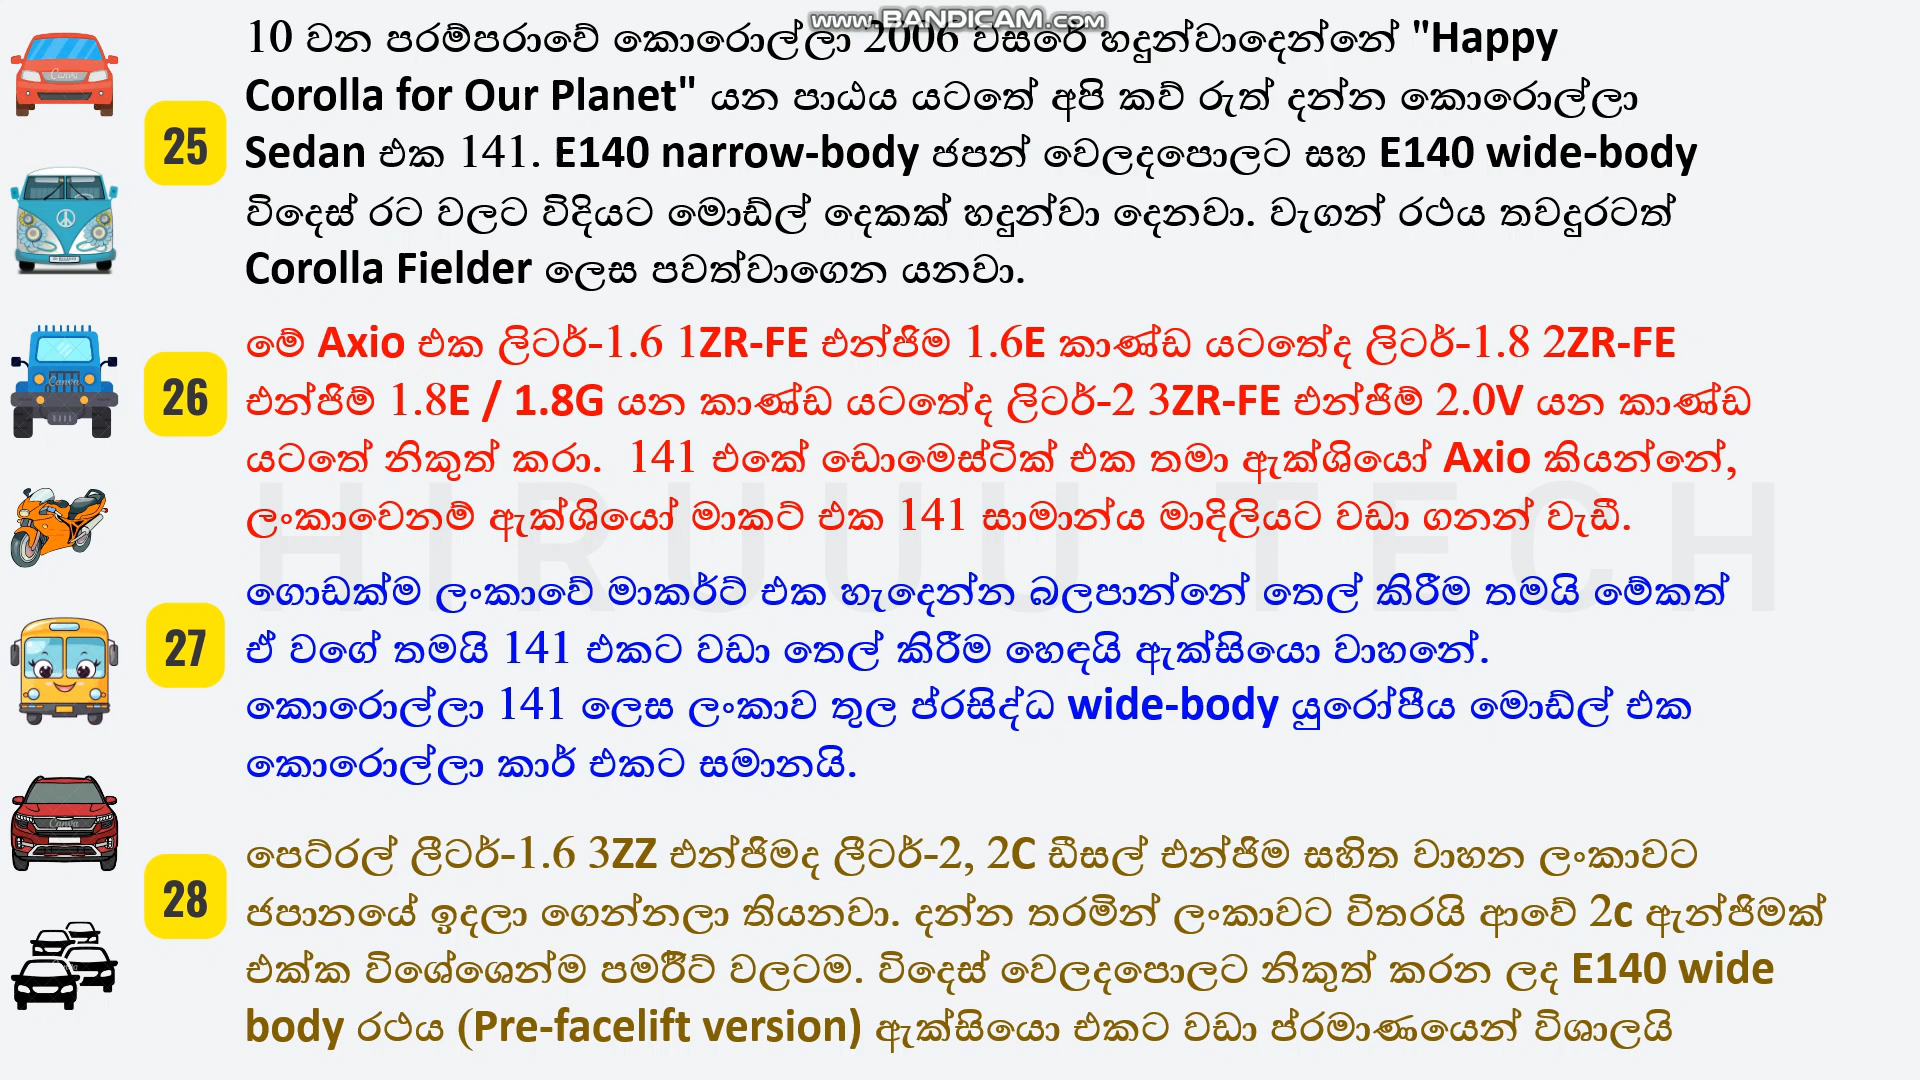 www.BANDICAM.com
10 වන පරම්පරාවේ කොරොල්ලා 2006 වසරේ හදුන්වාදෙන්නේ "Happy
Corolla for Our Planet" යන පාඨය යටතේ අපි කව් රුත් දන්න කොරොල්ලා
25
Sedan එක 141. E140 narrow-body ජපන් වෙලදපොලට සහ E140 wide-body
විදෙස් රට වලට විදියට මොඩ්ල් දෙකක් හදුන්වා දෙනවා. වැගන් රථය තවදුරටත්
Corolla Fielder ලෙස පවත්වාගෙන යනවා.
මේ Axio එක ලිටර්-1.6 1ZR-FE එන්ජිම 1.6E කාණ්ඩ යටතේද ලිටර්-1.8 2ZR-FE
26
එන්ජිම් 1.8E / 1.8G යන කාණ්ඩ යටතේද ලිටර්-2 3ZR-FE එන්ජිම් 2.0V යන කාණ්ඩ
යටතේ නිකුත් කරා. 141 එකේ ඩොමෙස්ටික් එක තමා ඇක්ශියෝ Axio කියන්නේ,
ලංකාවෙනම් ඇක්ශියෝ මාකට් එක 141 සාමාන්ය මාදිලියට වඩා ගනන් වැඩි.
HIRUUU TECH
ගොඩක්ම ලංකාවේ මාකර්ට් එක හැදෙන්න බලපාන්නේ තෙල් කිරීම තමයි මේකත්
27
ඒ වගේ තමයි 141 එකට වඩා තෙල් කිරීම හෙඳයි ඇක්සියො වාහනේ.
කොරොල්ලා 141 ලෙස ලංකාව තුල ප්රසිද්ධ wide-body යුරෝපීය මොඩ්ල් එක
කොරොල්ලා කාර් එකට සමානයි.
පෙට්රල් ලීටර්-1.6 3ZZ එන්ජිමද ලීටර්-2, 2C ඩීසල් එන්ජිම සහිත වාහන ලංකාවට
28
ජපානයේ ඉදලා ගෙන්නලා තියනවා. දන්න තරමින් ලංකාවට විතරයි ආවේ 2c ඇන්ජිමක්
එක්ක විශේශෙන්ම පමර්ට් වලටම. විදෙස් වෙලදපොලට නිකුත් කරන ලද E140 wide
body රථය (Pre-facelift version) ඇක්සියො එකට වඩා ප්රමාණයෙන් විශාලයි